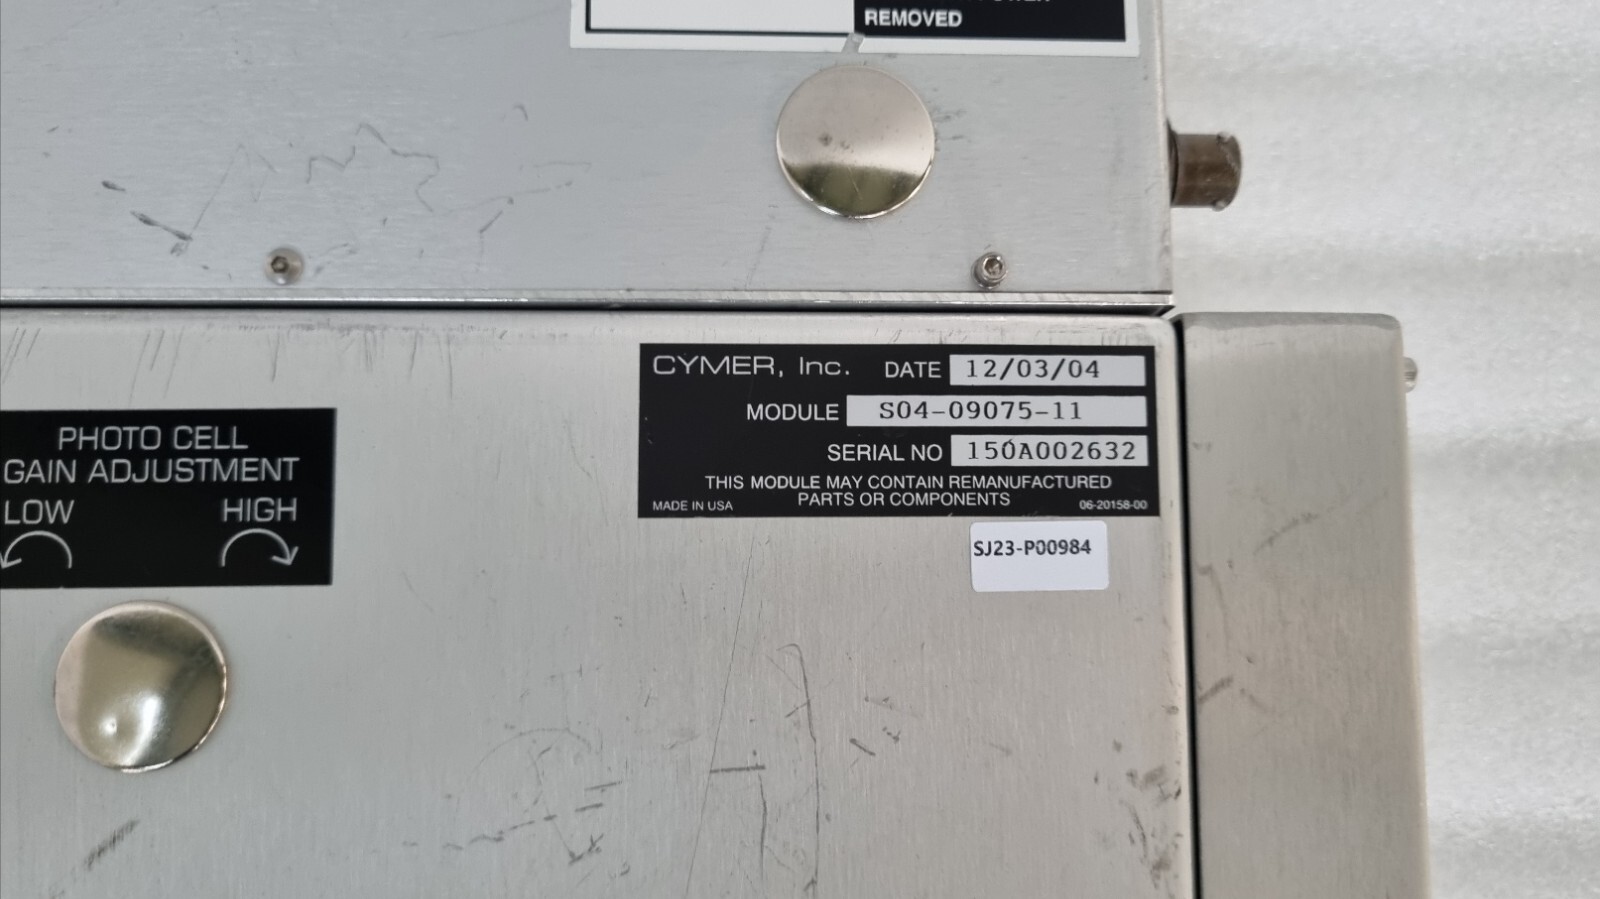 REMOVED
CYMER, Inc. DATE 12/03/04
MODULE S04-09075-11
SERIAL NO 150A002632
THIS MODULE MAY CONTAIN REMANUFACTURED
PARTS OR COMPONENTS
MADE IN USA 06-20158-00
SJ23-P00984
PHOTO CELL
GAIN ADJUSTMENT
LOW HIGH